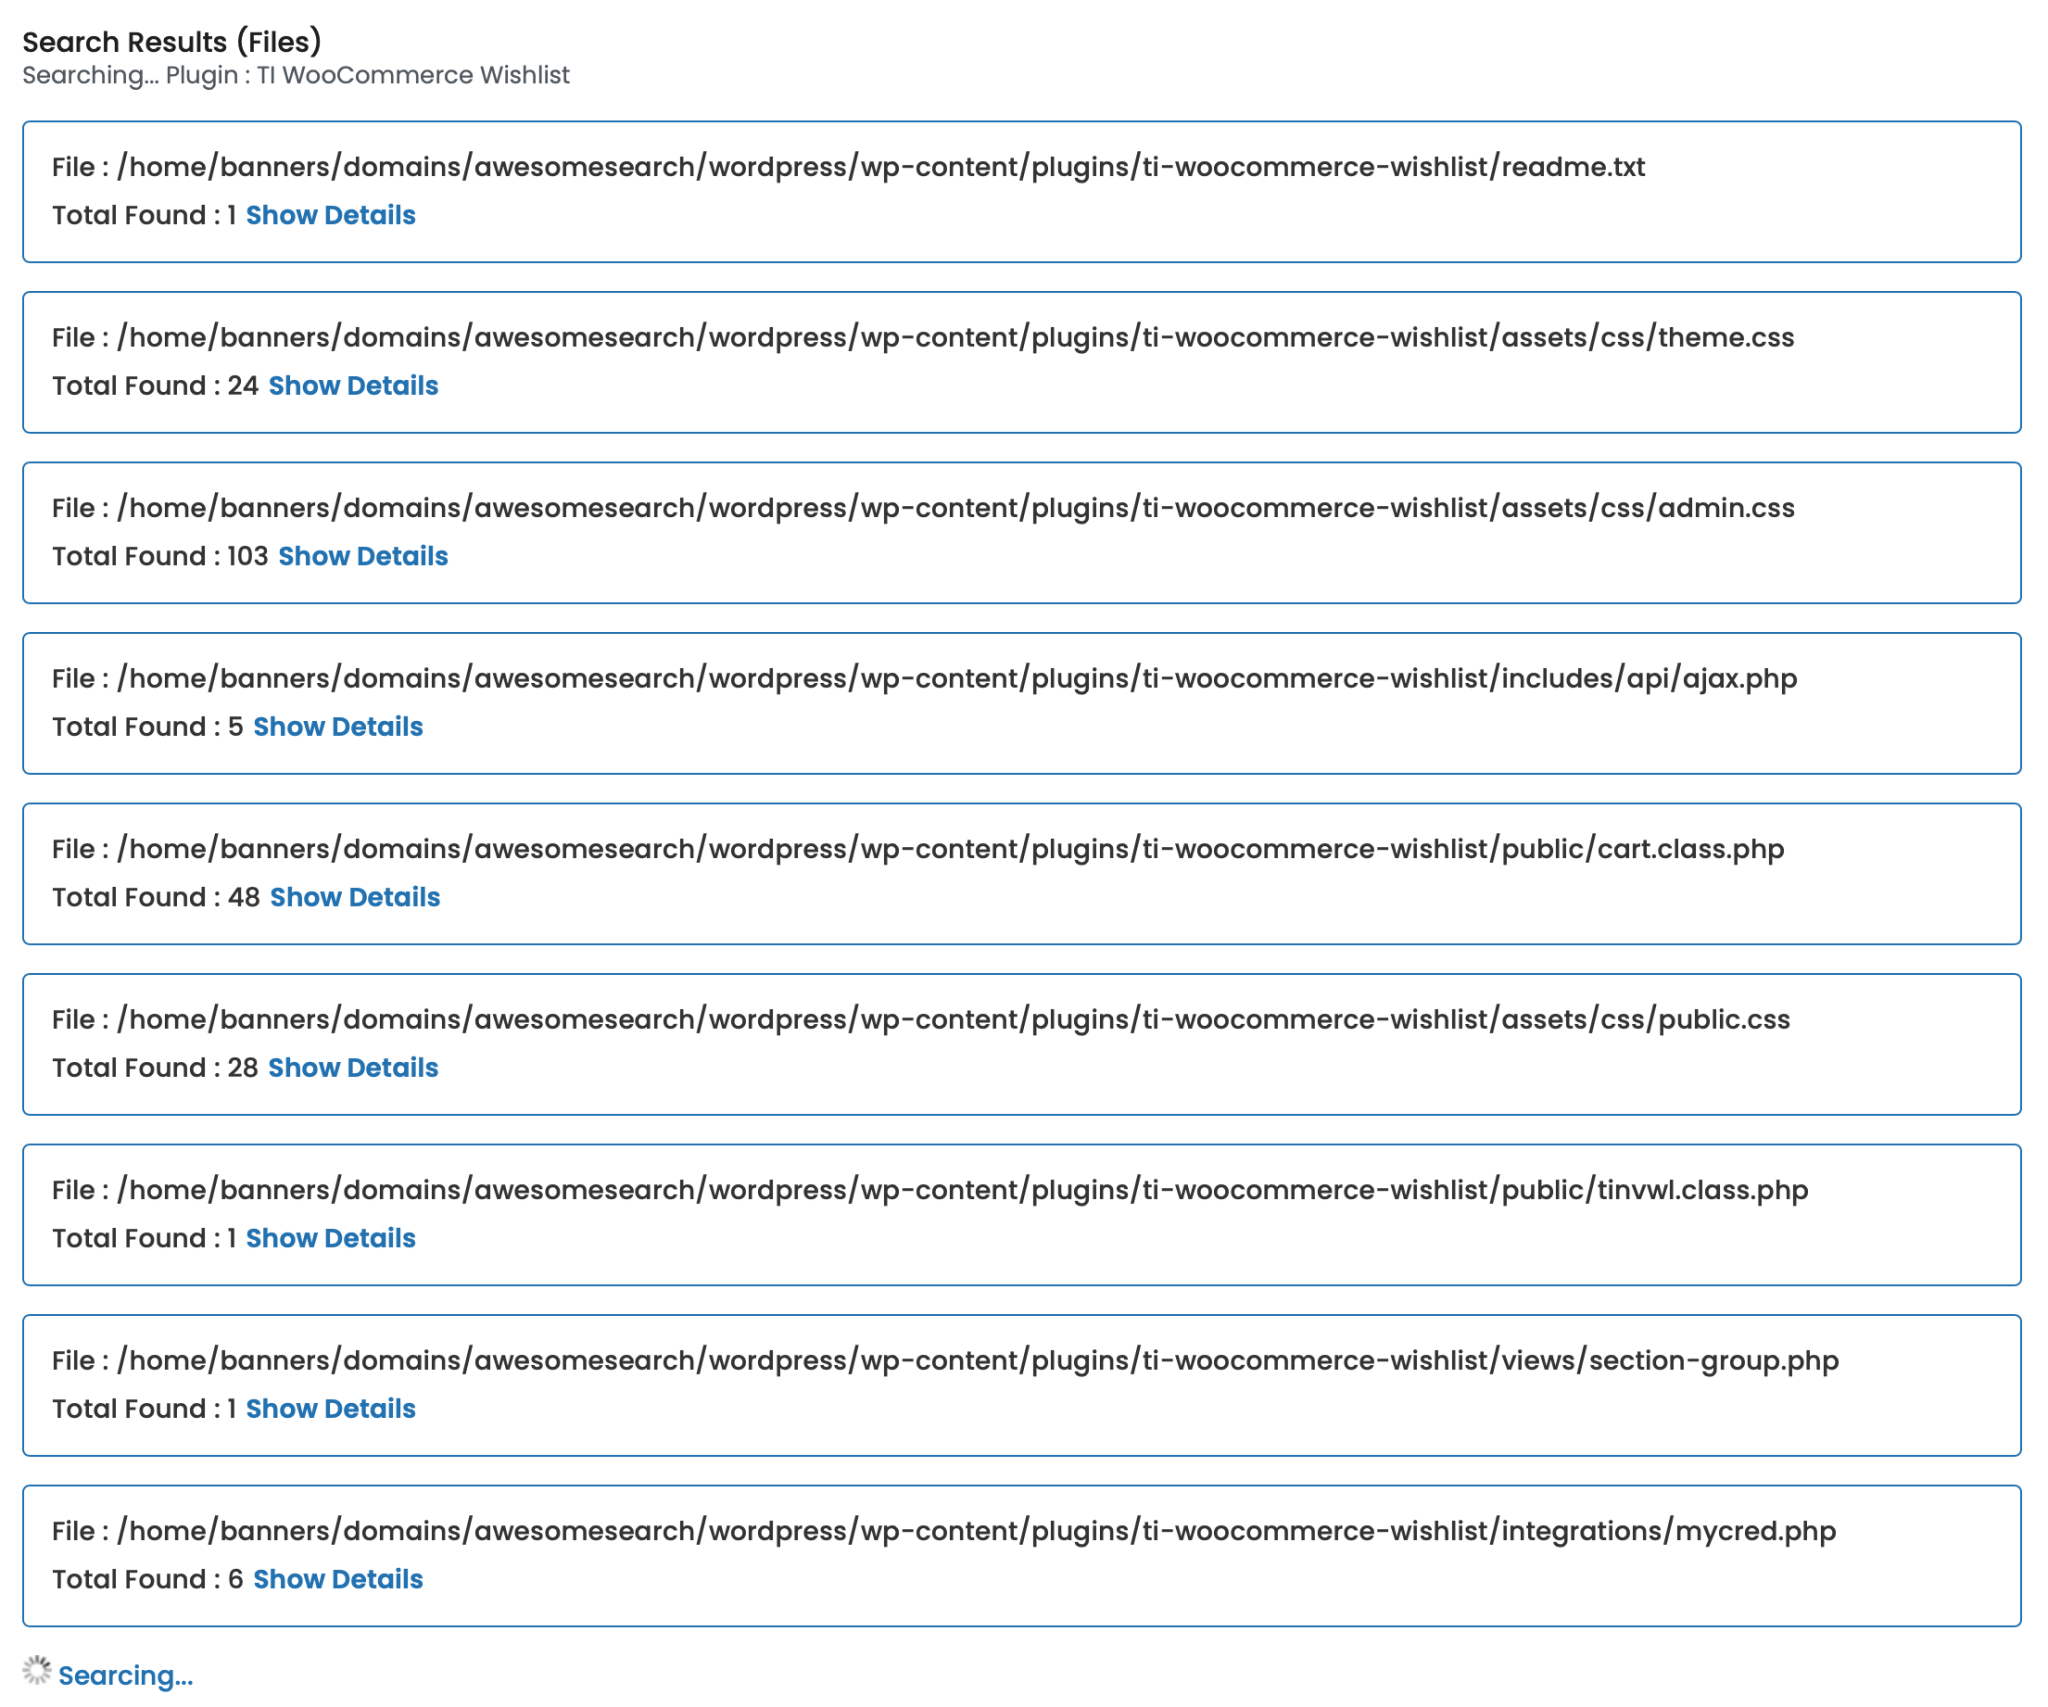 Search Results (Files)
Searching... Plugin : TI WooCommerce Wishlist
File : /home/banners/domains/awesomesearch/wordpress/wp-content/plugins/ti-woocommerce-wishlist/readme.txt
Total Found : 1 Show Details
File : /home/banners/domains/awesomesearch/wordpress/wp-content/plugins/ti-woocommerce-wishlist/assets/css/theme.css
Total Found : 24 Show Details
File : /home/banners/domains/awesomesearch/wordpress/wp-content/plugins/ti-woocommerce-wishlist/assets/css/admin.css
Total Found : 103 Show Details
File : /home/banners/domains/awesomesearch/wordpress/wp-content/plugins/ti-woocommerce-wishlist/includes/api/ajax.php
Total Found : 5 Show Details
File : /home/banners/domains/awesomesearch/wordpress/wp-content/plugins/ti-woocommerce-wishlist/public/cart.class.php
Total Found : 48 Show Details
File : /home/banners/domains/awesomesearch/wordpress/wp-content/plugins/ti-woocommerce-wishlist/assets/css/public.css
Total Found : 28 Show Details
File : /home/banners/domains/awesomesearch/wordpress/wp-content/plugins/ti-woocommerce-wishlist/public/tinvwl.class.php
Total Found : 1 Show Details
File : /home/banners/domains/awesomesearch/wordpress/wp-content/plugins/ti-woocommerce-wishlist/views/section-group.php
Total Found : 1 Show Details
File : /home/banners/domains/awesomesearch/wordpress/wp-content/plugins/ti-woocommerce-wishlist/integrations/mycred.php
Total Found : 6 Show Details
Searcing...